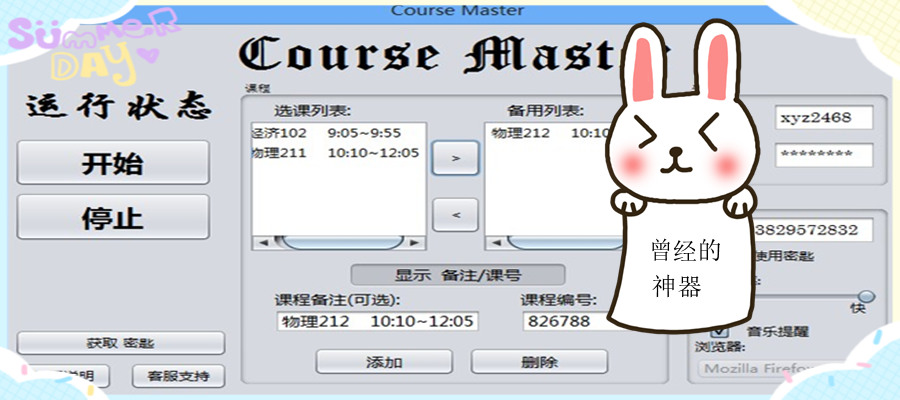 Course Master
SUMMER
DAY
Course Maste
运行状态
开始
停止
获取 密匙
说明
客服支持
课程
选课列表:
经济102 9:05~9:55
物理211 10:10~12:05
>
<
备用列表:
物理212 10:10
显示 备注/课号
课程备注(可选):
物理212 10:10~12:05
课程编号:
826788
添加
删除
xyz2468
********
3829572832
使用密匙
快
音乐提醒
浏览器:
Mozilla Firefo
曾经的
神器